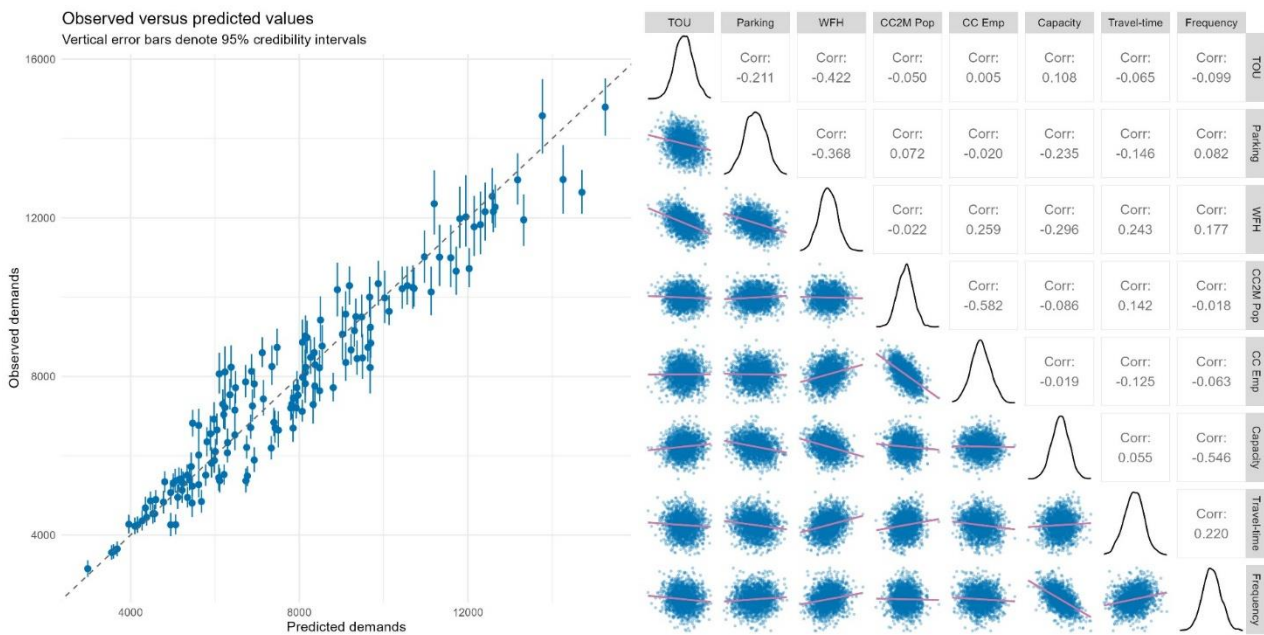 Observed versus predicted values
Vertical error bars denote 95% credibility intervals
16000
12000
8000
4000
Observed demands
4000
8000
12000
Predicted demands
TOU
Parking
WFH
CC2M Pop
CC Emp
Capacity
Travel-time
Frequency
Corr:
-0.211
Corr:
-0.422
Corr:
-0.050
Corr:
0.005
Corr:
0.108
Corr:
-0.065
Corr:
-0.099
TOU
Corr:
-0.368
Corr:
0.072
Corr:
-0.020
Corr:
-0.235
Corr:
-0.146
Corr:
0.082
Parking
Corr:
-0.022
Corr:
0.259
Corr:
-0.296
Corr:
0.243
Corr:
0.177
WFH
Corr:
-0.582
Corr:
-0.086
Corr:
0.142
Corr:
-0.018
CC2M Pop
Corr:
-0.019
Corr:
-0.125
Corr:
-0.063
CC Emp
Corr:
0.055
Corr:
-0.546
Capacity
Corr:
0.220
Travel-time
Frequency